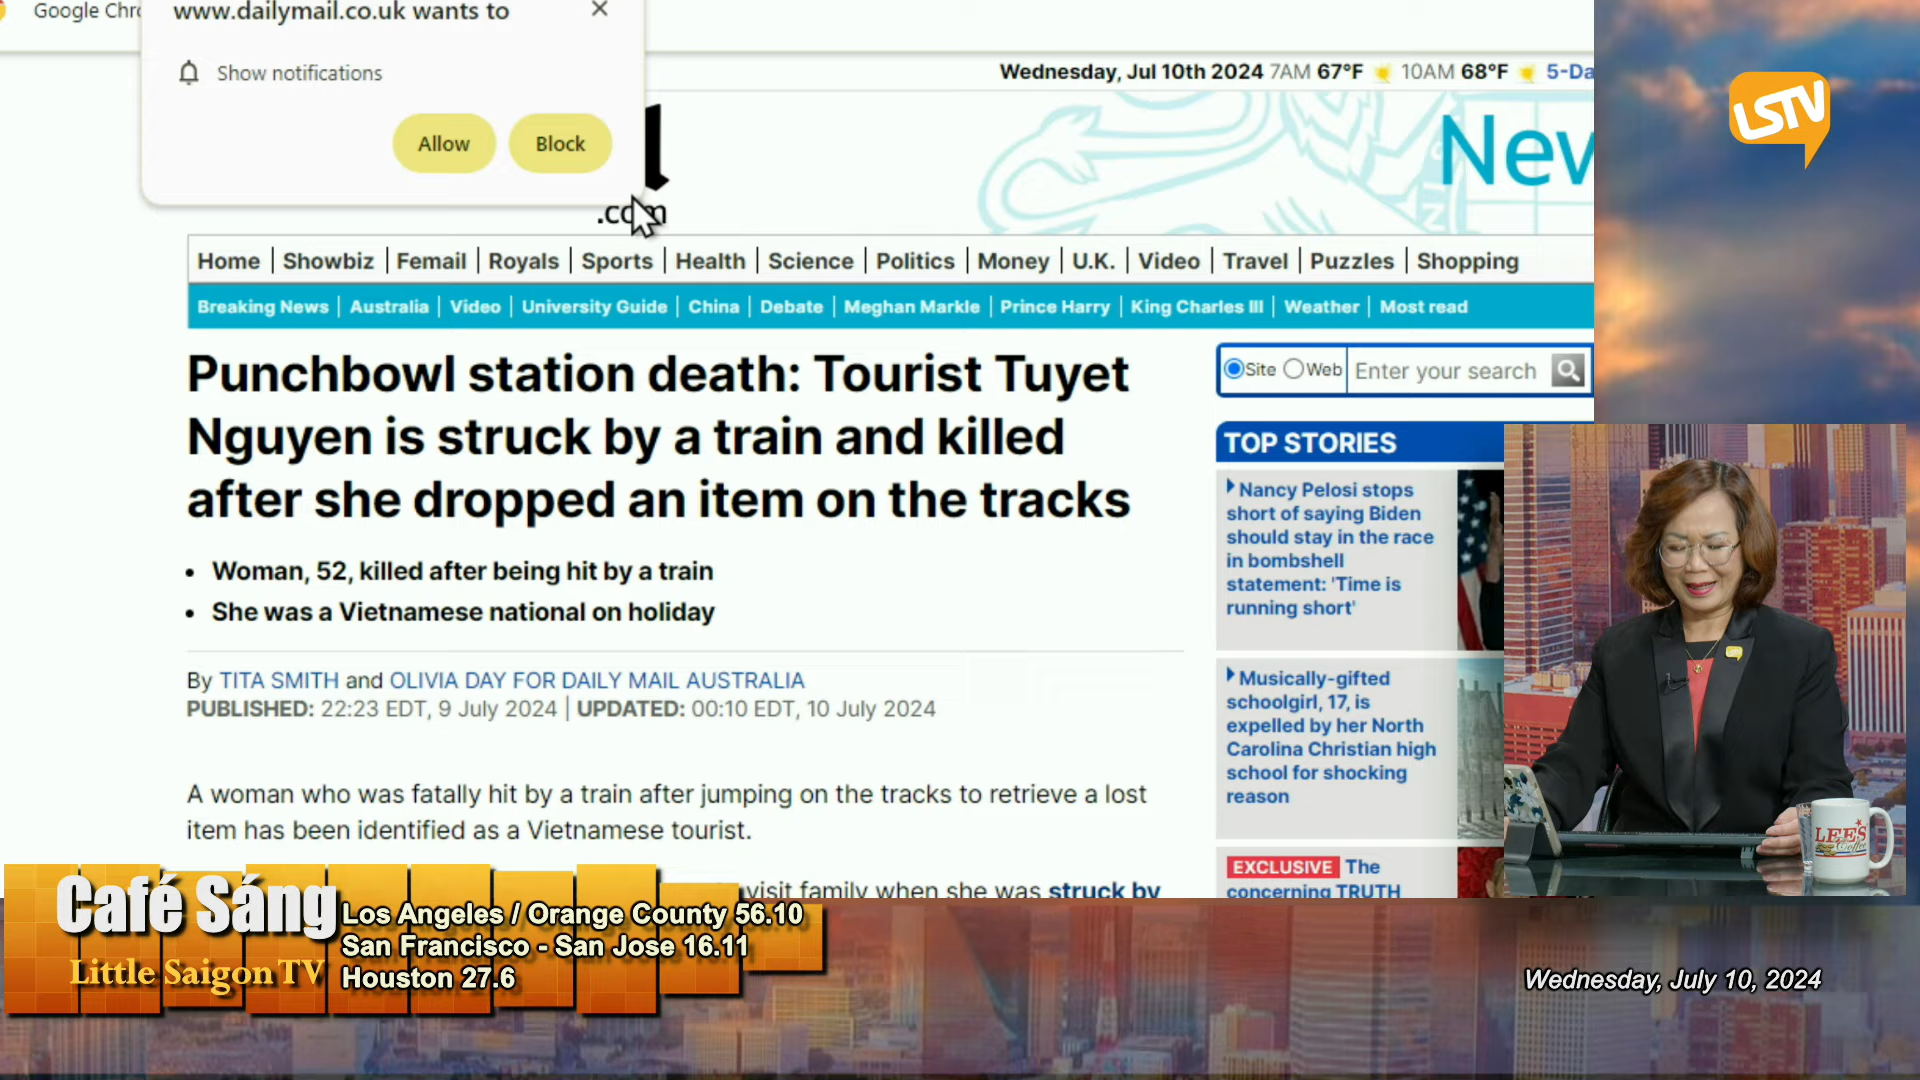 Google Chro
www.dailymail.co.uk wants to
Show notifications
Allow
Block
Wednesday, Jul 10th 2024 7AM 67°F 10AM 68°F 5-Da
LSTV
New
Home | Showbiz | Femail | Royals | Sports | Health | Science | Politics | Money | U.K. | Video | Travel | Puzzles | Shopping
Breaking News | Australia | Video | University Guide | China | Debate | Meghan Markle | Prince Harry | King Charles III | Weather | Most read
Punchbowl station death: Tourist Tuyet
Nguyen is struck by a train and killed
after she dropped an item on the tracks
• Woman, 52, killed after being hit by a train
• She was a Vietnamese national on holiday
By TITA SMITH and OLIVIA DAY FOR DAILY MAIL AUSTRALIA
PUBLISHED: 22:23 EDT, 9 July 2024 | UPDATED: 00:10 EDT, 10 July 2024
A woman who was fatally hit by a train after jumping on the tracks to retrieve a lost
item has been identified as a Vietnamese tourist.
visit family when she was struck by
Site Web Enter your search
TOP STORIES
Nancy Pelosi stops
short of saying Biden
should stay in the race
in bombshell
statement: 'Time is
running short'
Musically-gifted
schoolgirl, 17, is
expelled by her North
Carolina Christian high
school for shocking
reason
EXCLUSIVE The
concerning TRUTH
LEE'S
Coffee
Café Sáng
Little Saigon TV
Los Angeles / Orange County 56.10
San Francisco - San Jose 16.11
Houston 27.6
Wednesday, July 10, 2024